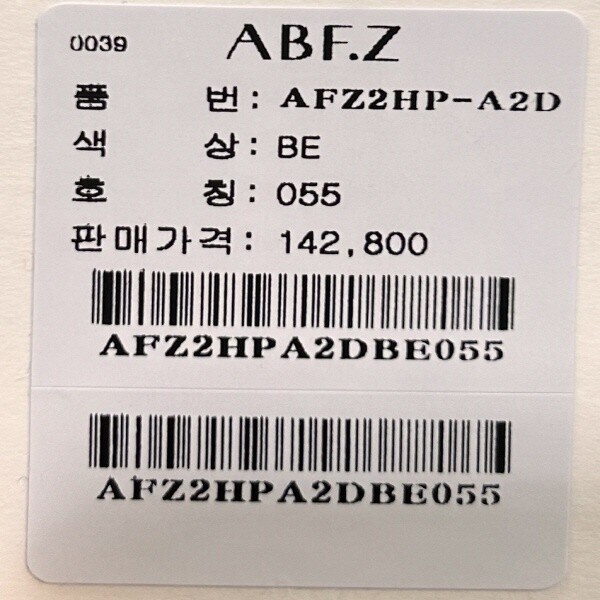 0039 ABF.Z
품 번: AFZ2HP-A2D
색 상: BE
호 칭: 055
판매가격: 142,800
AFZ2HPA2DBE055
AFZ2HPA2DBE055